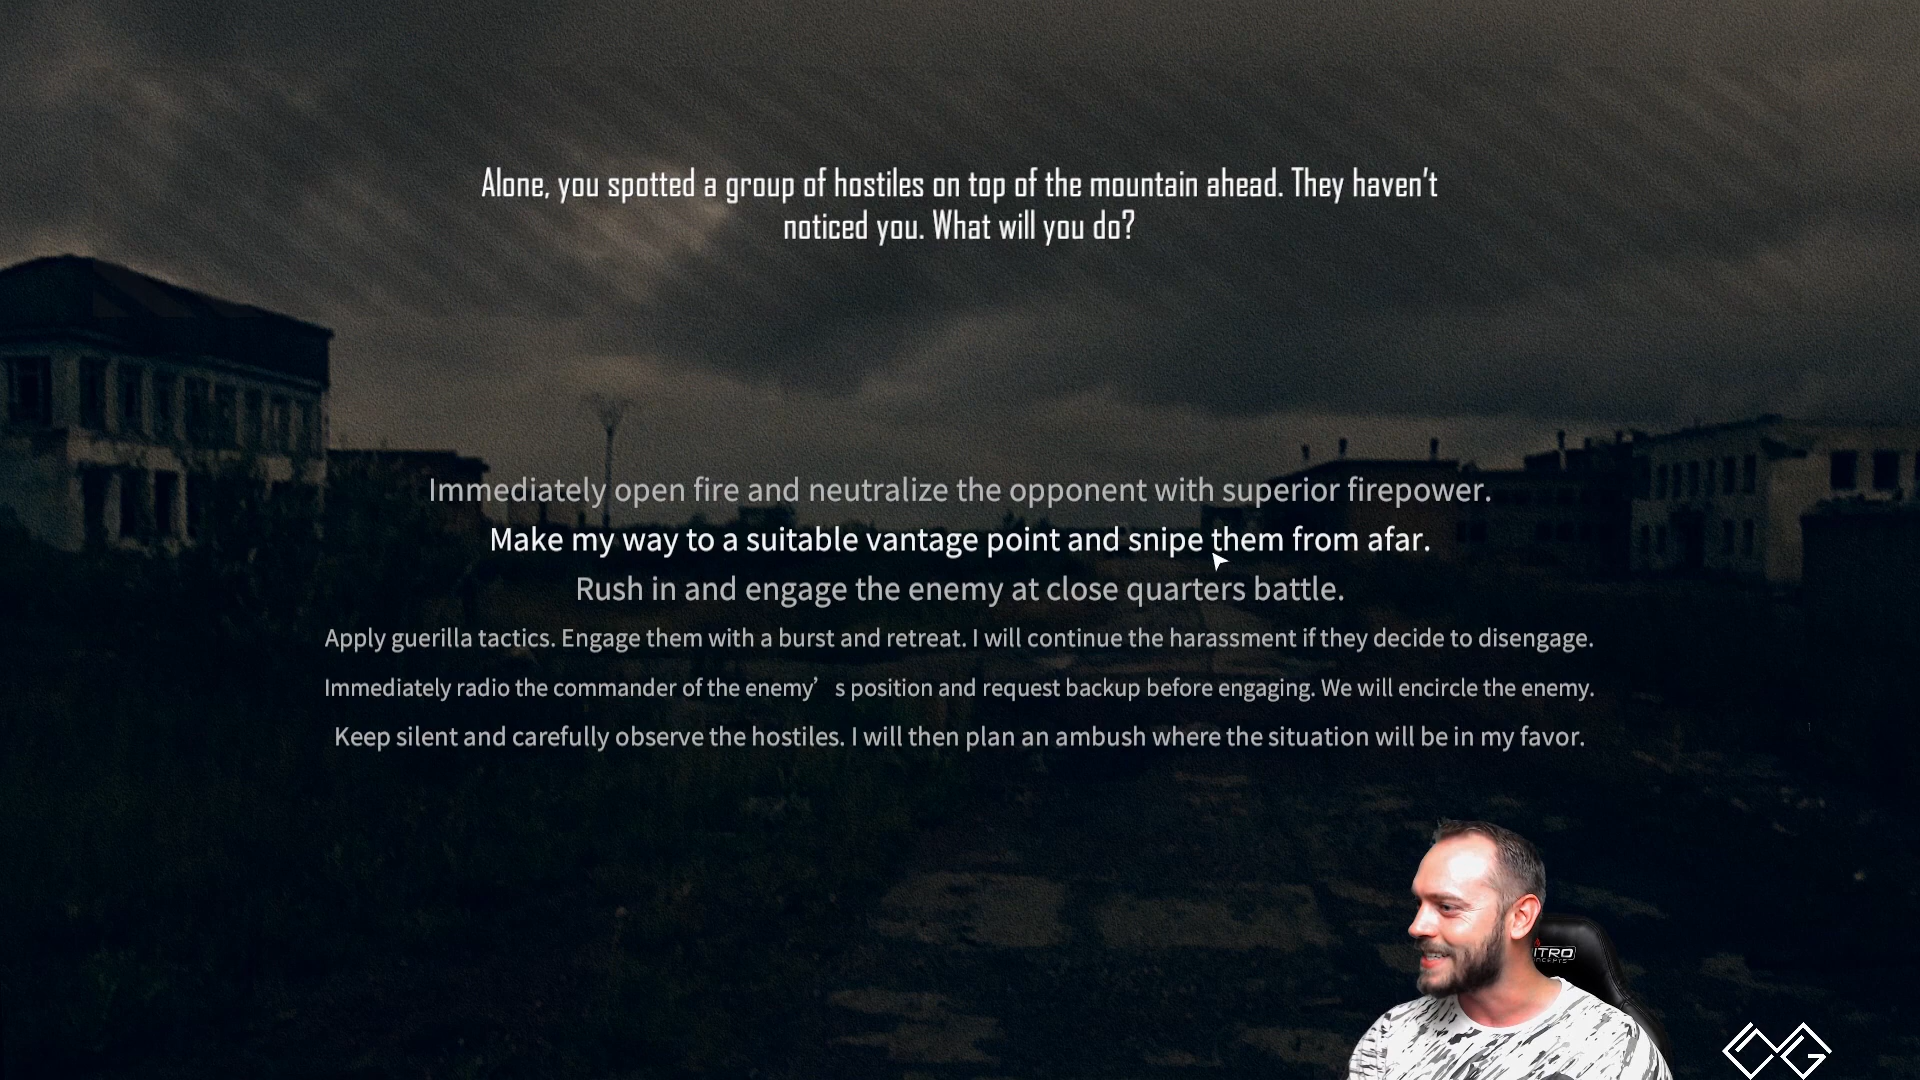 Alone, you spotted a group of hostiles on top of the mountain ahead. They haven't
noticed you. What will you do?
Immediately open fire and neutralize the opponent with superior firepower.
Make my way to a suitable vantage point and snipe them from afar.
Rush in and engage the enemy at close quarters battle.
Apply guerilla tactics. Engage them with a burst and retreat. I will continue the harassment if they decide to disengage.
Immediately radio the commander of the enemy’ s position and request backup before engaging. We will encircle the enemy.
Keep silent and carefully observe the hostiles. I will then plan an ambush where the situation will be in my favor.